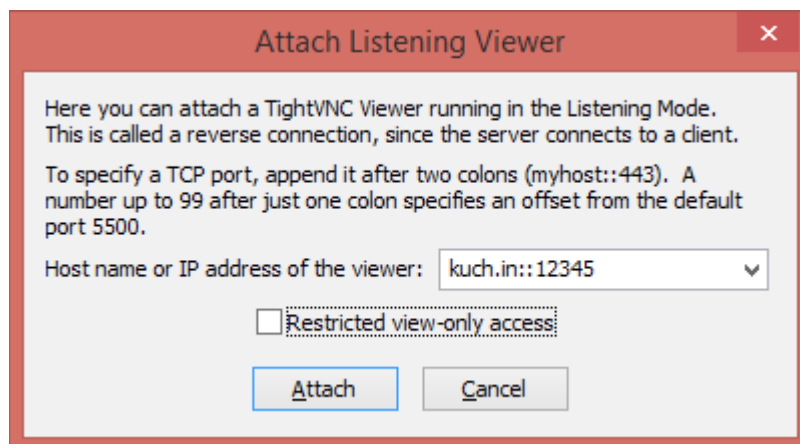 Attach Listening Viewer
Here you can attach a TightVNC Viewer running in the Listening Mode.
This is called a reverse connection, since the server connects to a client.
To specify a TCP port, append it after two colons (myhost::443).  A
number up to 99 after just one colon specifies an offset from the default
port 5500.
Host name or IP address of the viewer: kuch.in::12345
Restricted view-only access
Attach Cancel